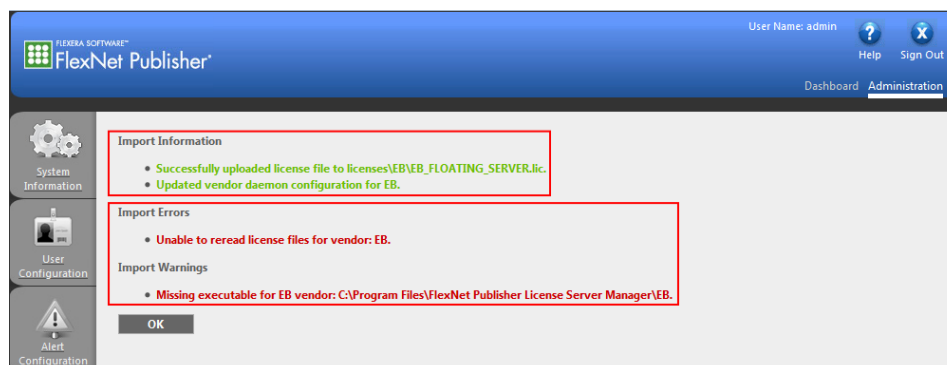 User Name: admin
FLEXERA SOFTWARE™
FlexNet Publisher
?
X
Help
Sign Out
Dashboard
Administration
System
Information
User
Configuration
Alert
Configuration
Import Information
• Successfully uploaded license file to licenses\EB\EB_FLOATING_SERVER.lic.
• Updated vendor daemon configuration for EB.
Import Errors
• Unable to reread license files for vendor: EB.
Import Warnings
• Missing executable for EB vendor: C:\Program Files\FlexNet Publisher License Server Manager\EB.
OK